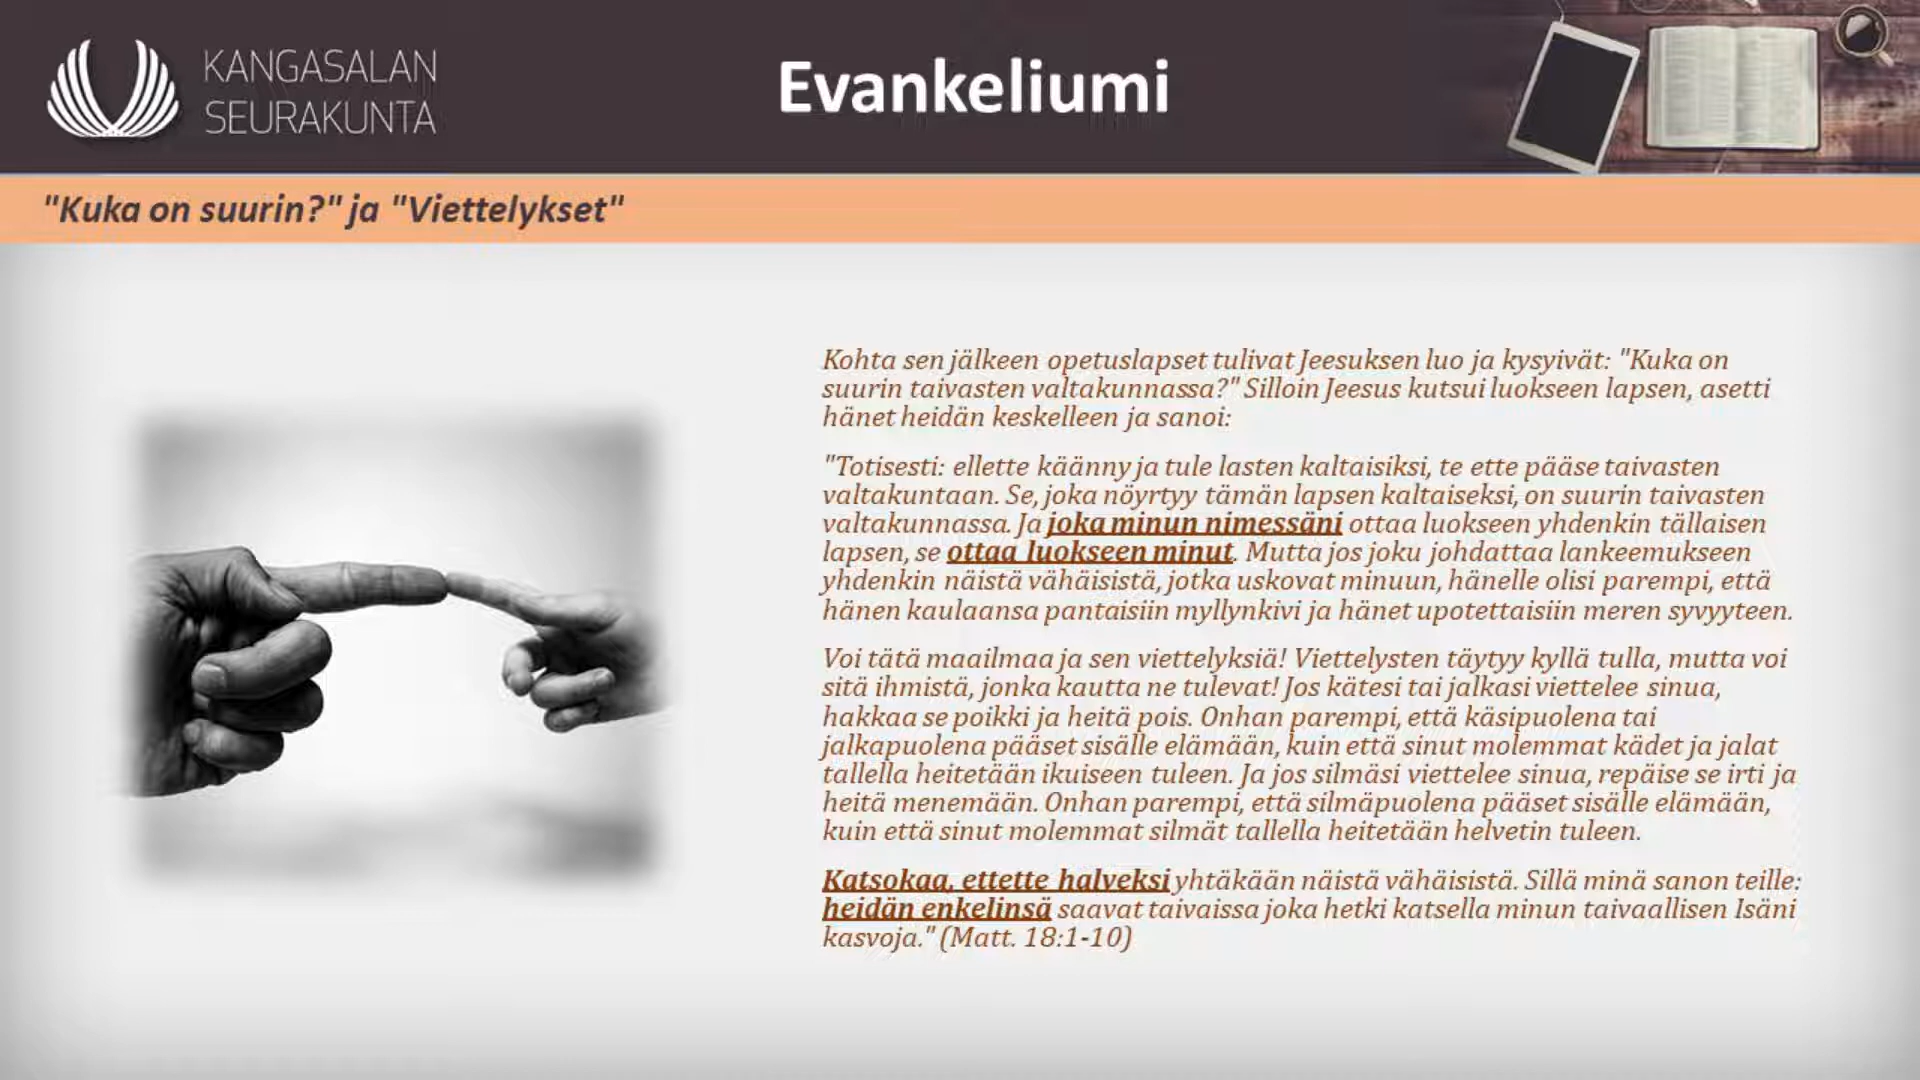 KANGASALAN
SEURAKUNTA
Evankeliumi
"Kuka on suurin?" ja "Viettelykset"
Kohta sen jälkeen opetuslapset tulivat Jeesuksen luo ja kysyivät: "Kuka on
suurin taivasten valtakunnassa?" Silloin Jeesus kutsui luokseen lapsen, asetti
hänet heidän keskelleen ja sanoi:
"Totisesti: ellette käänny ja tule lasten kaltaisiksi, te ette pääse taivasten
valtakuntaan. Se, joka nöyrtyy tämän lapsen kaltaiseksi, on suurin taivasten
valtakunnassa. Ja joka minun nimessäni ottaa luokseen yhdenkin tällaisen
lapsen, se ottaa luokseen minut. Mutta jos joku johdattaa lankeemukseen
yhdenkin näistä vähäisistä, jotka uskovat minuun, hänelle olisi parempi, että
hänen kaulaansa pantaisiin myllynkivi ja hänet upotettaisiin meren syvyyteen.
Voi tätä maailmaa ja sen viettelyksiä! Viettelysten täytyy kyllä tulla, mutta voi
sitä ihmistä, jonka kautta ne tulevat! Jos kätesi tai jalkasi viettelee sinua,
hakkaa se poikki ja heitä pois. Onhan parempi, että käsipuolena tai
jalkapuolena pääset sisälle elämään, kuin että sinut molemmat kädet ja jalat
tallella heitetään ikuiseen tuleen. Ja jos silmäsi viettelee sinua, repäise se irti ja
heitä menemään. Onhan parempi, että silmäpuolena pääset sisälle elämään,
kuin että sinut molemmat silmät tallella heitetään helvetin tuleen.
Katsokaa, ettette halveksi yhtäkään näistä vähäisistä. Sillä minä sanon teille:
heidän enkelinsä saavat taivaissa joka hetki katsella minun taivaallisen Isäni
kasvoja." (Matt. 18:1-10)